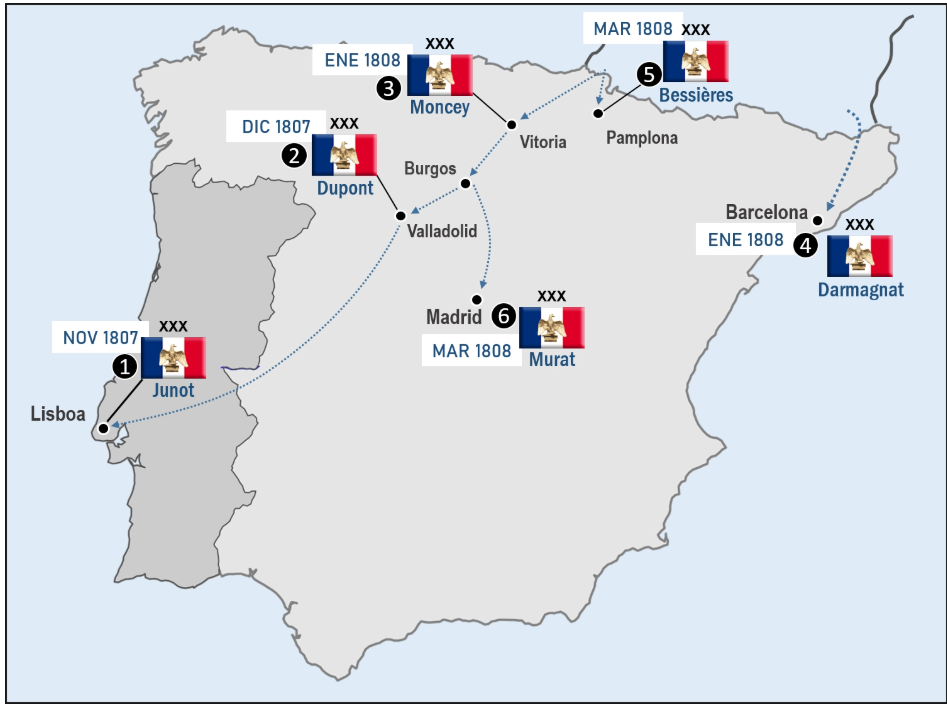 MAR 1808
XXX
5
Bessières
Pamplona
ENE 1808
XXX
3
Moncey
Vitoria
DIC 1807
XXX
2
Dupont
Burgos
Valladolid
Barcelona
ENE 1808
4
XXX
Darmagnat
Madrid
6
XXX
MAR 1808
Murat
NOV 1807
XXX
1
Junot
Lisboa